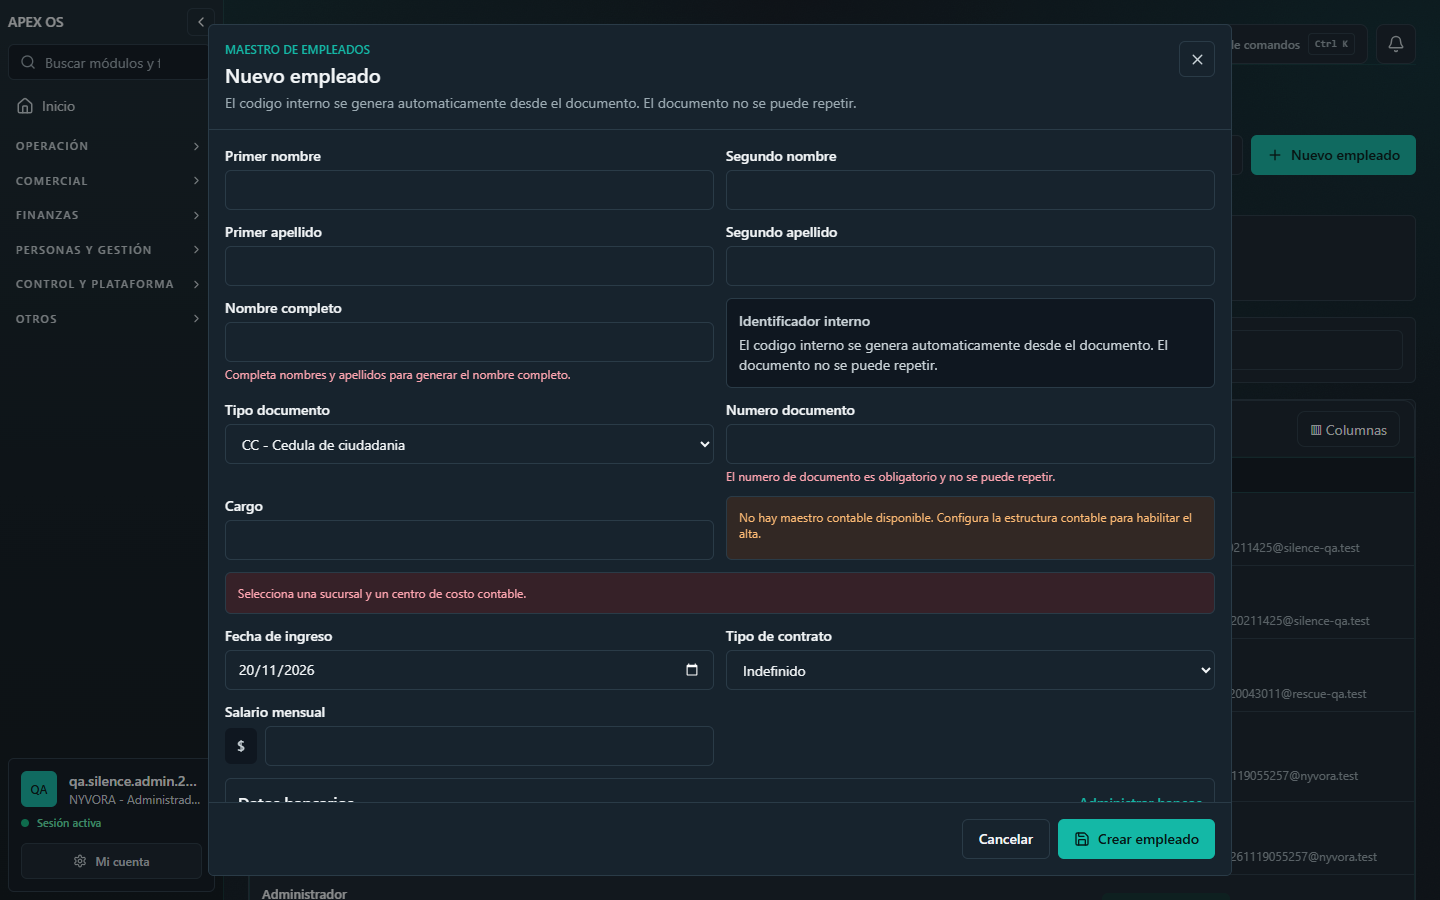 APEX OS
Buscar módulos y f
Inicio
OPERACIÓN
COMERCIAL
FINANZAS
PERSONAS Y GESTIÓN
CONTROL Y PLATAFORMA
OTROS
QA
qa.silence.admin.2...
NYVORA - Administrad...
Sesión activa
Mi cuenta
MAESTRO DE EMPLEADOS
Nuevo empleado
El codigo interno se genera automaticamente desde el documento. El documento no se puede repetir.
Primer nombre
Segundo nombre
Primer apellido
Segundo apellido
Nombre completo
Completa nombres y apellidos para generar el nombre completo.
Identificador interno
El codigo interno se genera automaticamente desde el documento. El
documento no se puede repetir.
Tipo documento
CC - Cedula de ciudadania
Numero documento
El numero de documento es obligatorio y no se puede repetir.
Cargo
No hay maestro contable disponible. Configura la estructura contable para habilitar el
alta.
Selecciona una sucursal y un centro de costo contable.
Fecha de ingreso
20/11/2026
Tipo de contrato
Indefinido
Salario mensual
$
Datos bancarios
Administrar bancos
Cancelar
Crear empleado
de comandos
Ctrl K
Nuevo empleado
Columnas
0211425@silence-qa.test
20211425@silence-qa.test
20043011@rescue-qa.test
119055257@nyvora.test
261119055257@nyvora.test
Administrador